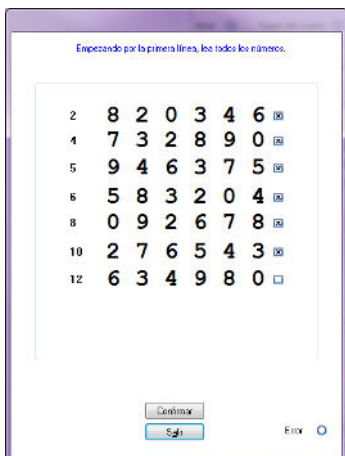 Empezando por la primera línea, lea todos los números.
2 8 2 0 3 4 6
4 7 3 2 8 9 0
5 9 4 6 3 7 5
6 5 8 3 2 0 4
8 0 9 2 6 7 8
10 2 7 6 5 4 3
12 6 3 4 9 8 0
Confirmar
Salir
Error